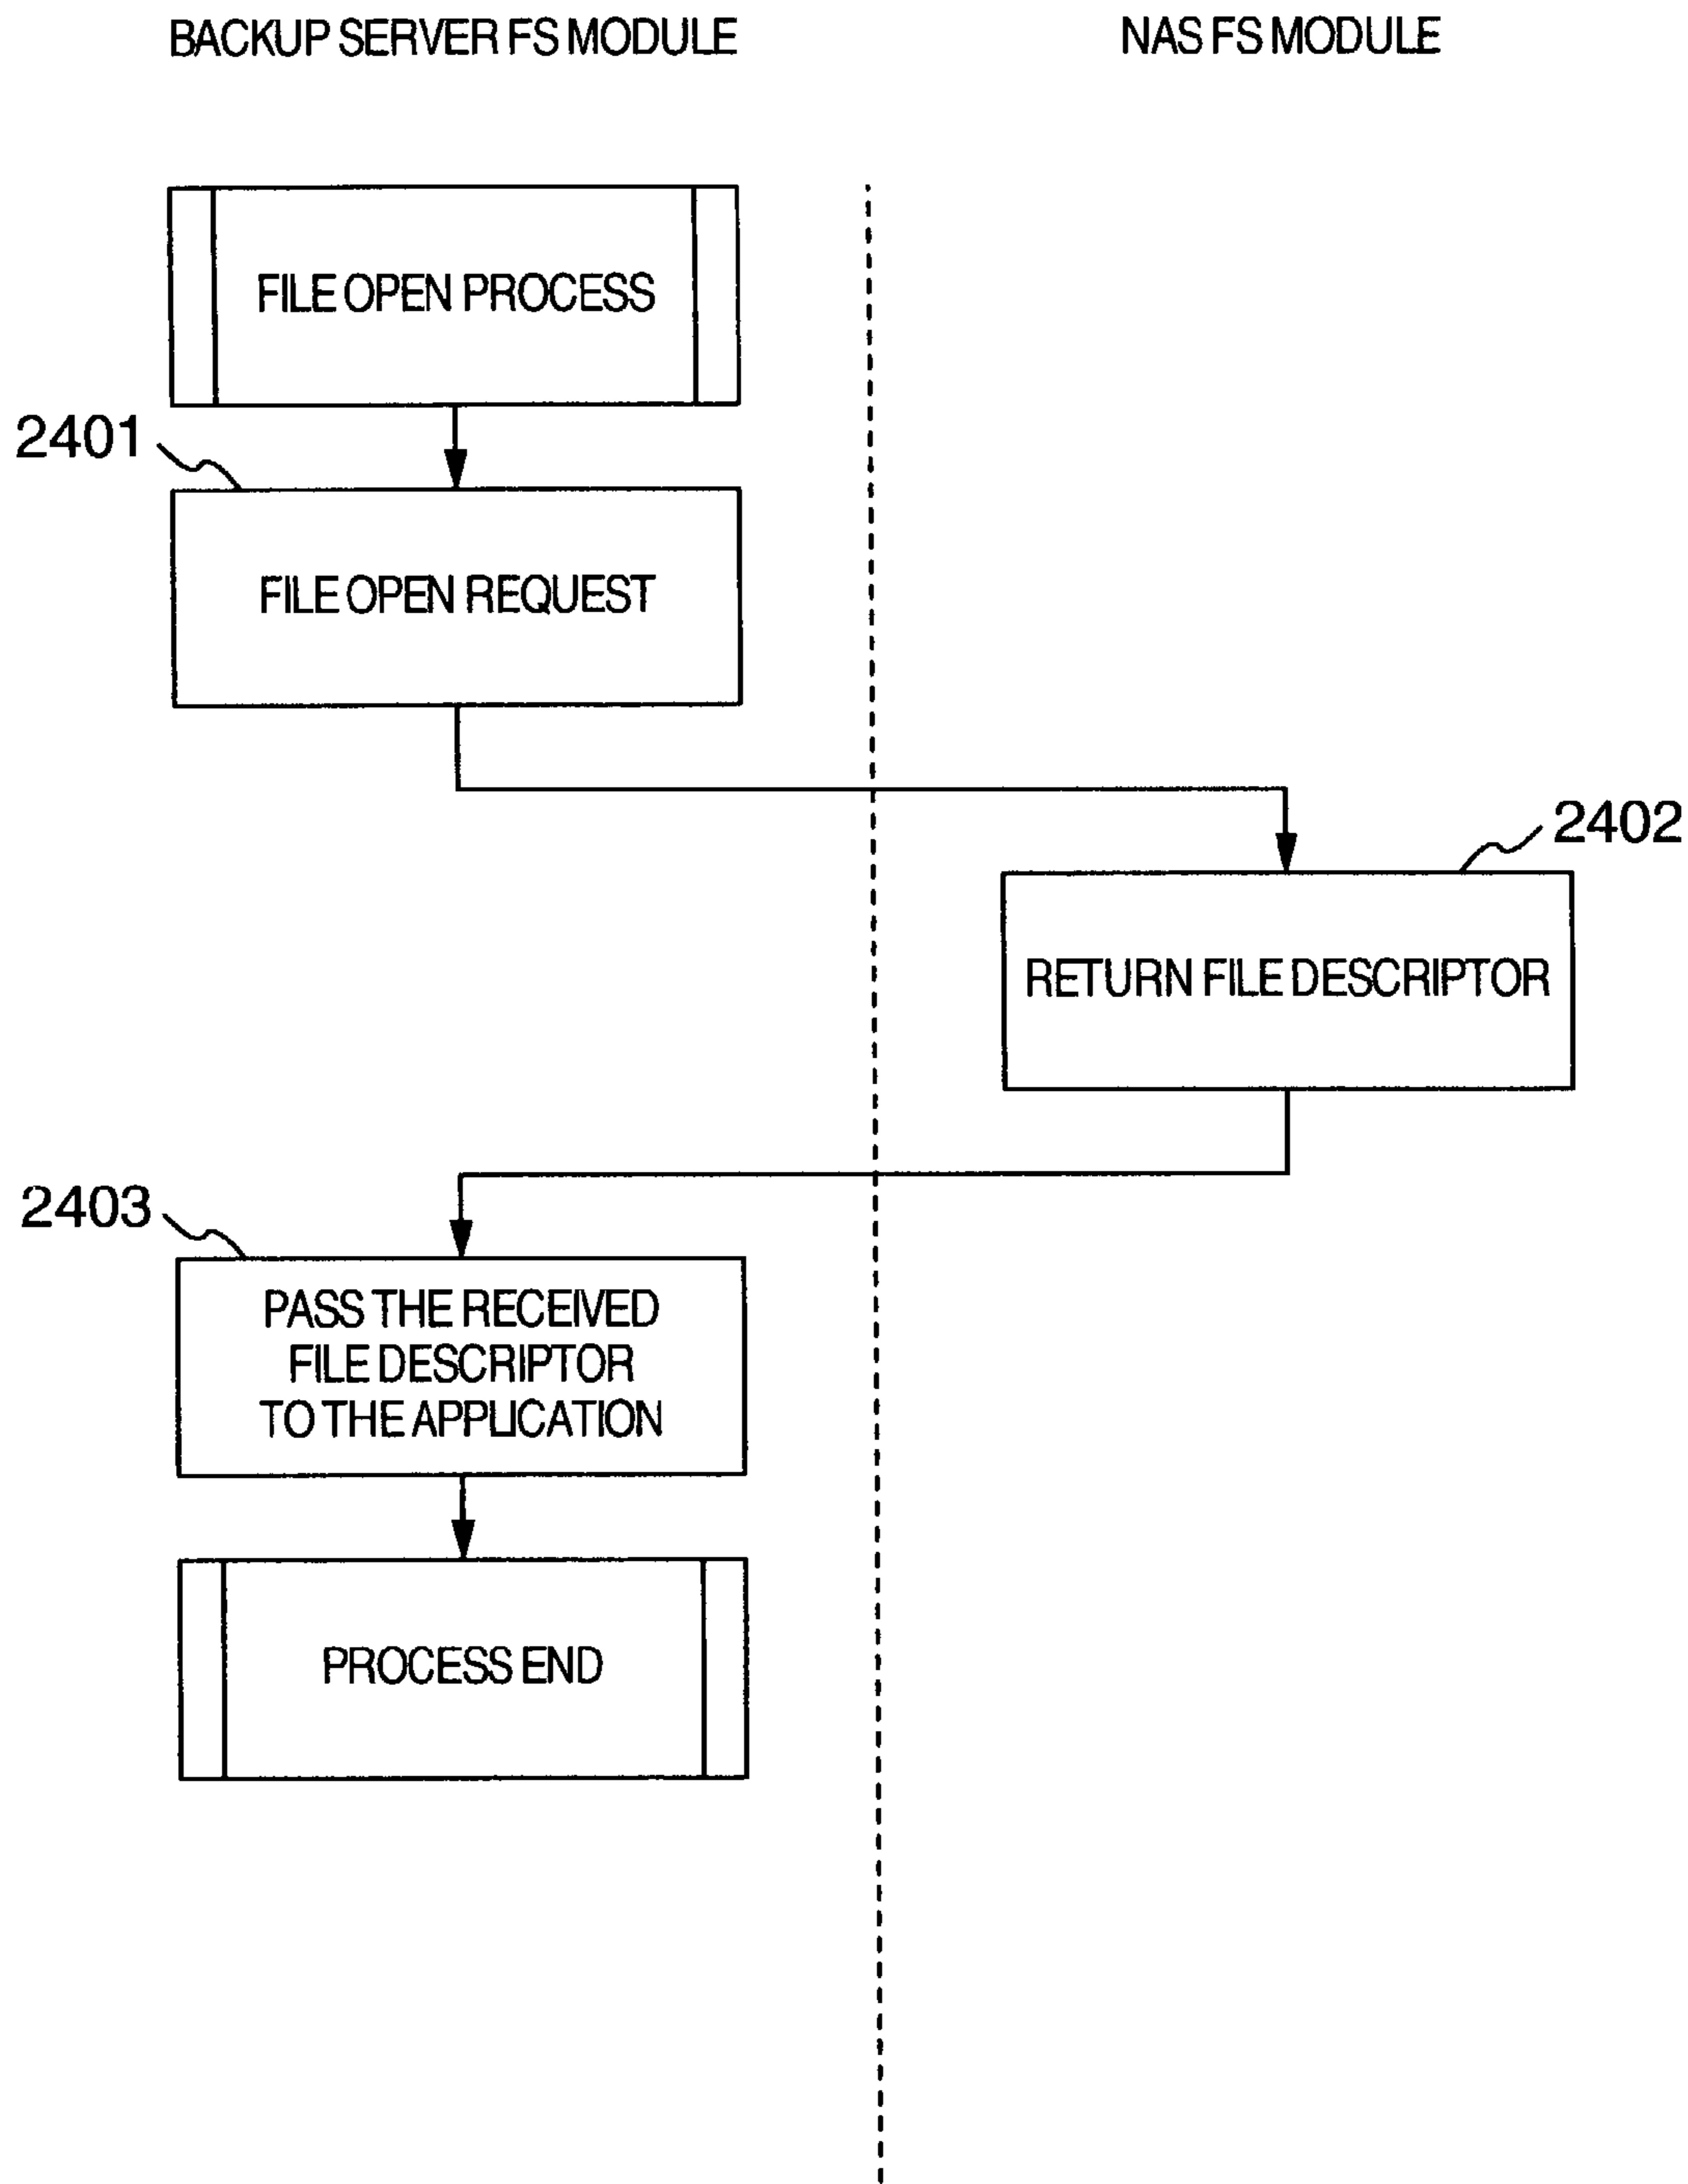 BACKUP SERVER FS MODULE
NAS FS MODULE
FILE OPEN PROCESS
2401
FILE OPEN REQUEST
2402
RETURN FILE DESCRIPTOR
2403
PASS THE RECEIVED
FILE DESCRIPTOR
TO THE APPLICATION
PROCESS END